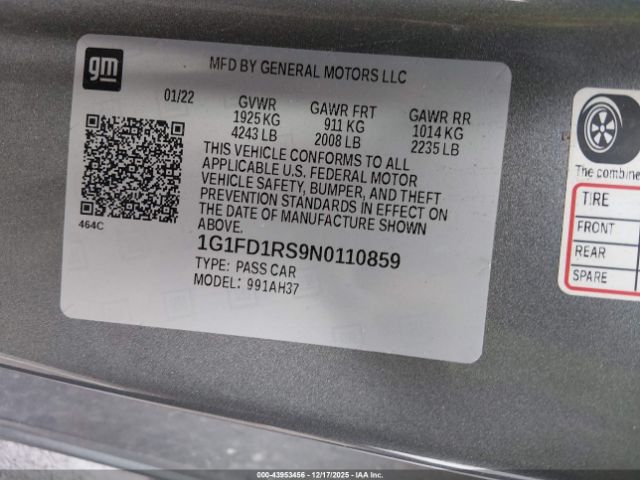 gm
MFD BY GENERAL MOTORS LLC
01/22
GVWR GAWR FRT GAWR RR
1925 KG 911 KG 1014 KG
4243 LB 2008 LB 2235 LB
THIS VEHICLE CONFORMS TO ALL
APPLICABLE U.S. FEDERAL MOTOR
VEHICLE SAFETY, BUMPER, AND THEFT
PREVENTION STANDARDS IN EFFECT ON
THE DATE OF MANUFACTURE SHOWN
ABOVE.
464C
1G1FD1RS9N0110859
TYPE: PASS CAR
MODEL: 991AH37
The combine
TIRE
FRONT
REAR
SPARE
© 000-43953456 - 12/17/2025 - IAA, Inc.